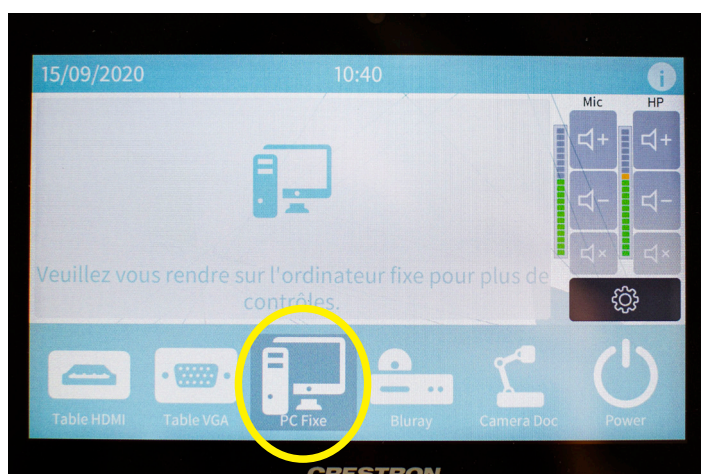 15/09/2020 10:40 i
Mic HP
Veuillez vous rendre sur l'ordinateur fixe pour plus de
contrôles.
Table HDMI Table VGA PC Fixe Bluray Camera Doc Power
CRESTRON